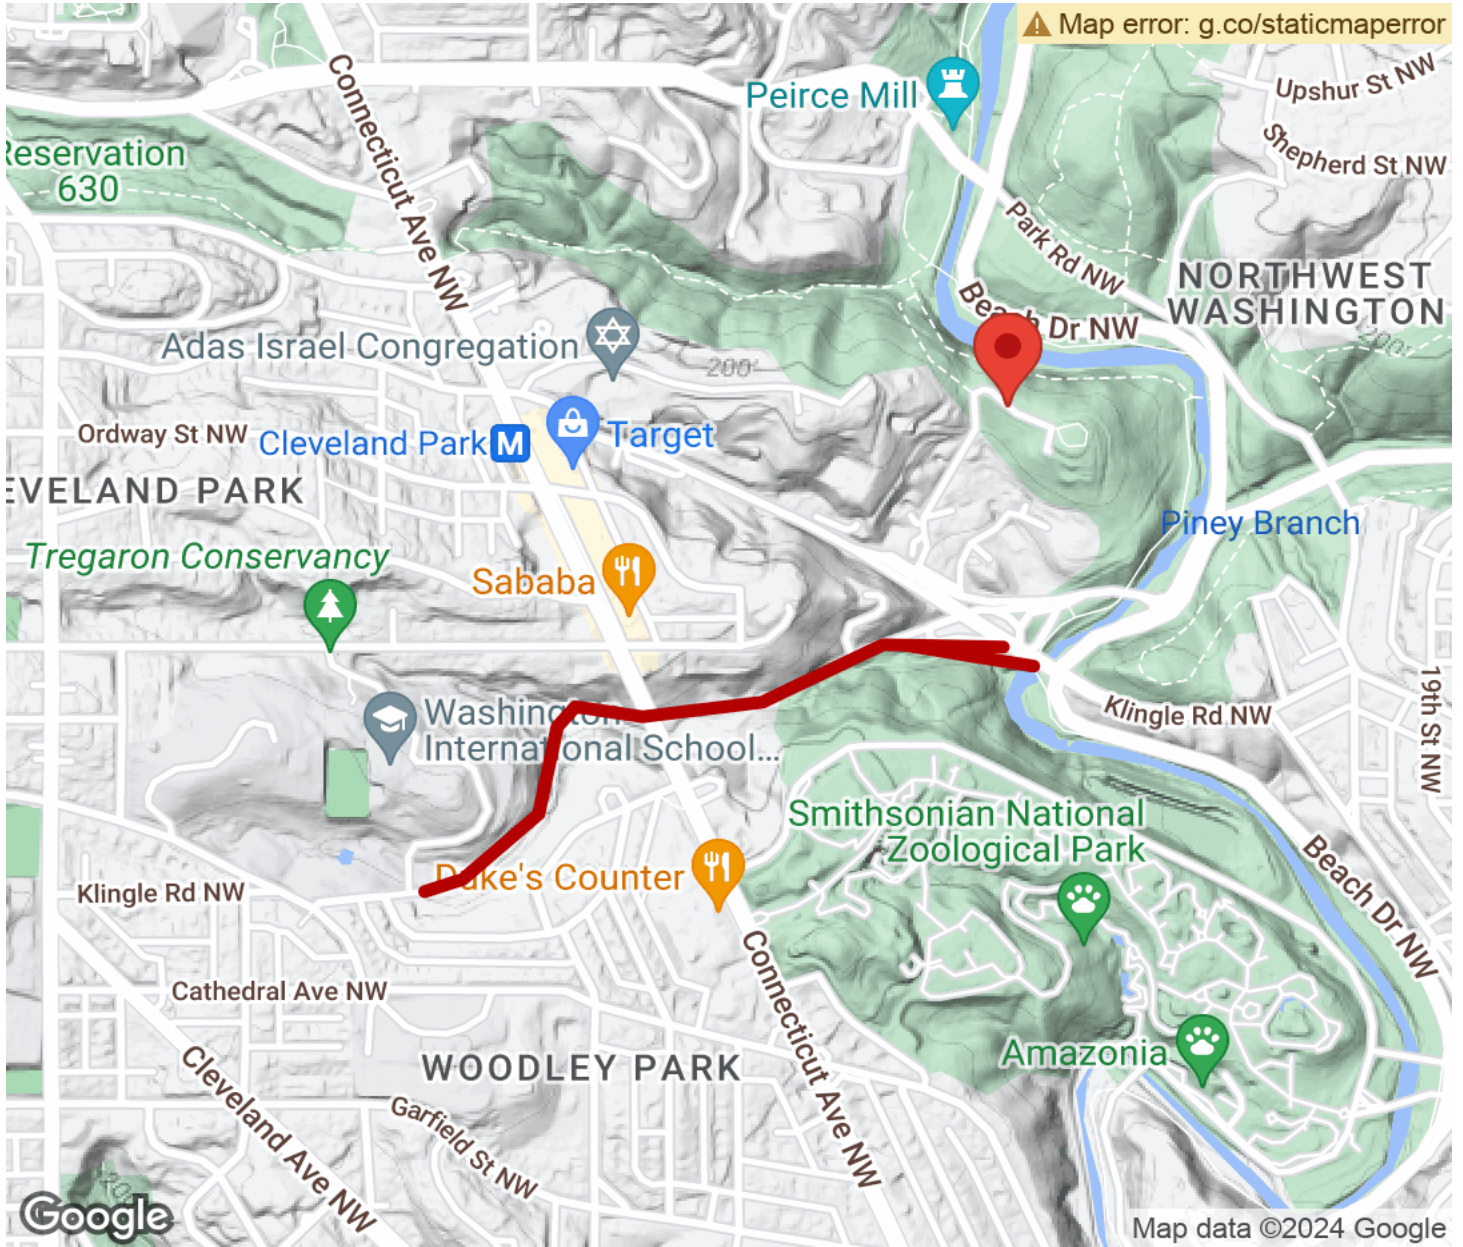 Map error: g.co/staticmaperror
Connecticut Ave NW
Peirce Mill
Upshur St NW
Shepherd St NW
Reservation
630
Park Rd NW
NORTHWEST
WASHINGTON
Beach Dr NW
Adas Israel Congregation
200'
200'
Ordway St NW
Cleveland Park
M
Target
EVELAND PARK
Piney Branch
Tregaron Conservancy
Sababa
Washington
International School...
Klingle Rd NW
19th St NW
Smithsonian National
Zoological Park
Duke's Counter
Klingle Rd NW
Beach Dr NW
Cathedral Ave NW
Connecticut Ave NW
WOODLEY PARK
Amazonia
Cleveland Ave NW
Garfield St NW
Google
Map data ©2024 Google